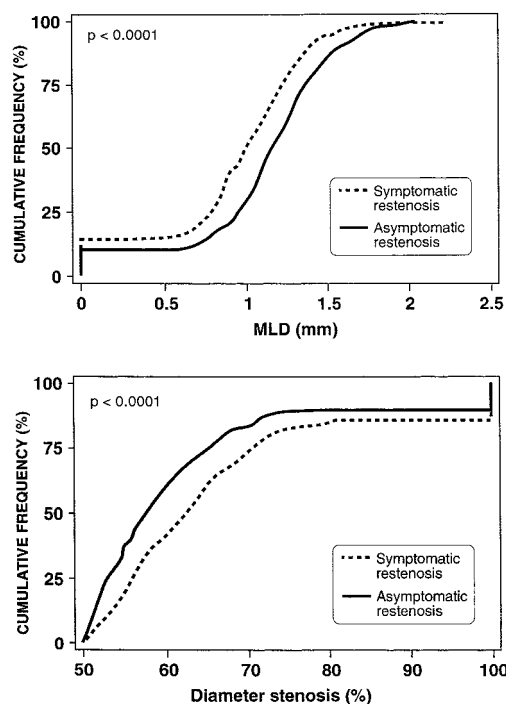 p < 0.0001
CUMULATIVE FREQUENCY (%)
100
75
50
25
0
Symptomatic
restenosis
Asymptomatic
restenosis
0
0.5
1
1.5
2
2.5
MLD (mm)
p < 0.0001
CUMULATIVE FREQUENCY (%)
100
75
50
25
0
Symptomatic
restenosis
Asymptomatic
restenosis
50
60
70
80
90
100
Diameter stenosis (%)